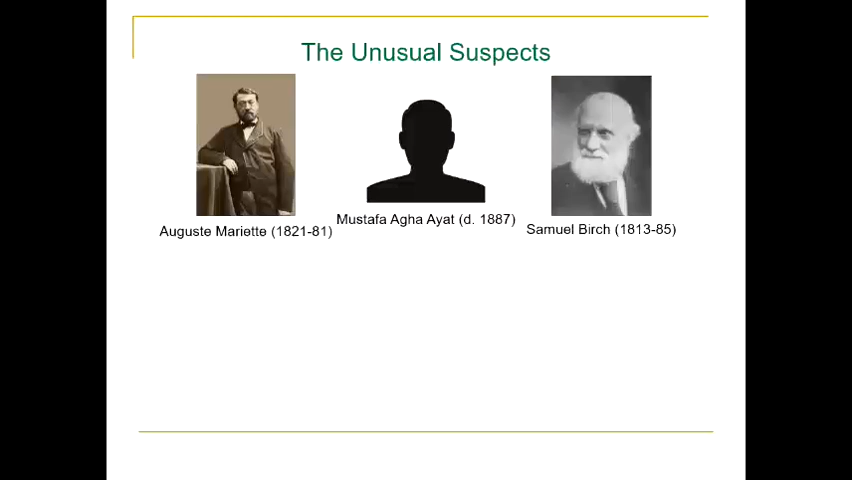 The Unusual Suspects
Auguste Mariette (1821-81)
Mustafa Agha Ayat (d. 1887)
Samuel Birch (1813-85)